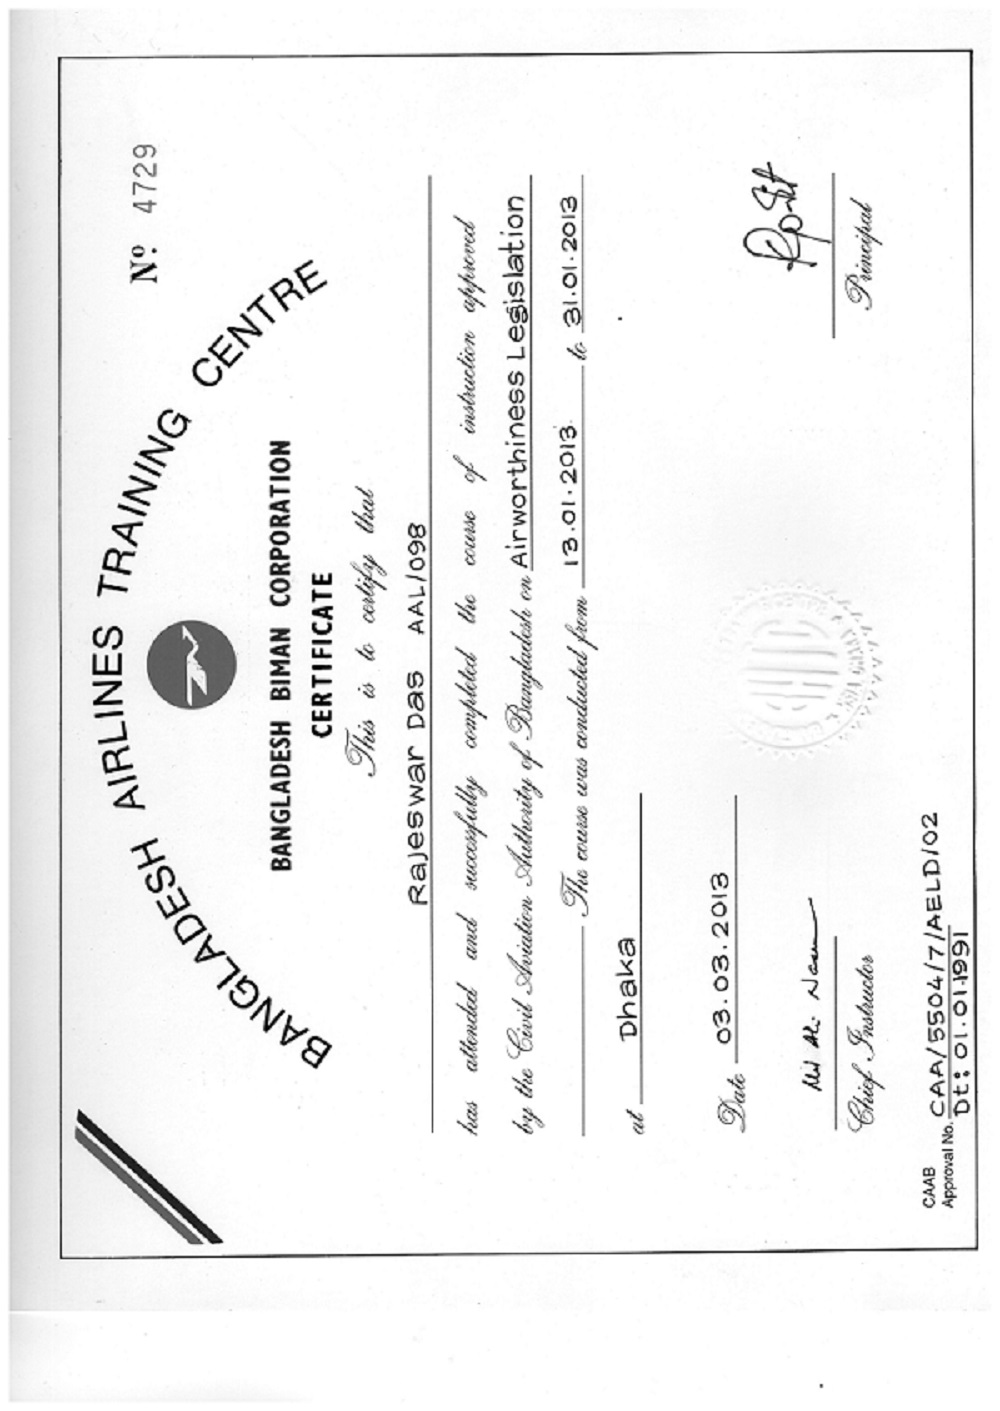 Nº. 4729
BANGLADESH AIRLINES TRAINING CENTRE
BANGLADESH BIMAN CORPORATION
CERTIFICATE
This is to certify that
Rajeswar Das AAL/098
has attended and successfully completed the course of instruction approved
by the Civil Aviation Authority of Bangladesh on Airworthiness Legislation
The course was conducted from 13.01.2013. to 31.01.2013
at Dhaka
Date 03.03.2013
Chief Instructor
Principal
CAAB
Approval No. CAA/5504/7/AELD/02
Dt: 01.01.1991